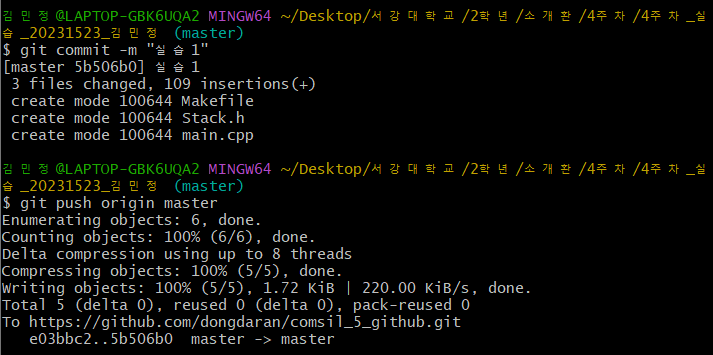 김민정@LAPTOP-GBK6UQA2 MINGW64 ~/Desktop/서강대학교/2학년/소개환/4주차/4주차_실
습_20231523_김민정 (master)
$ git commit -m "실습1"
[master 5b506b0] 실습1
 3 files changed, 109 insertions(+)
 create mode 100644 Makefile
 create mode 100644 Stack.h
 create mode 100644 main.cpp
김민정@LAPTOP-GBK6UQA2 MINGW64 ~/Desktop/서강대학교/2학년/소개환/4주차/4주차_실
습_20231523_김민정 (master)
$ git push origin master
Enumerating objects: 6, done.
Counting objects: 100% (6/6), done.
Delta compression using up to 8 threads
Compressing objects: 100% (5/5), done.
Writing objects: 100% (5/5), 1.72 KiB | 220.00 KiB/s, done.
Total 5 (delta 0), reused 0 (delta 0), pack-reused 0
To https://github.com/dongdaran/comsil_5_github.git
   e03bbc2..5b506b0  master -> master